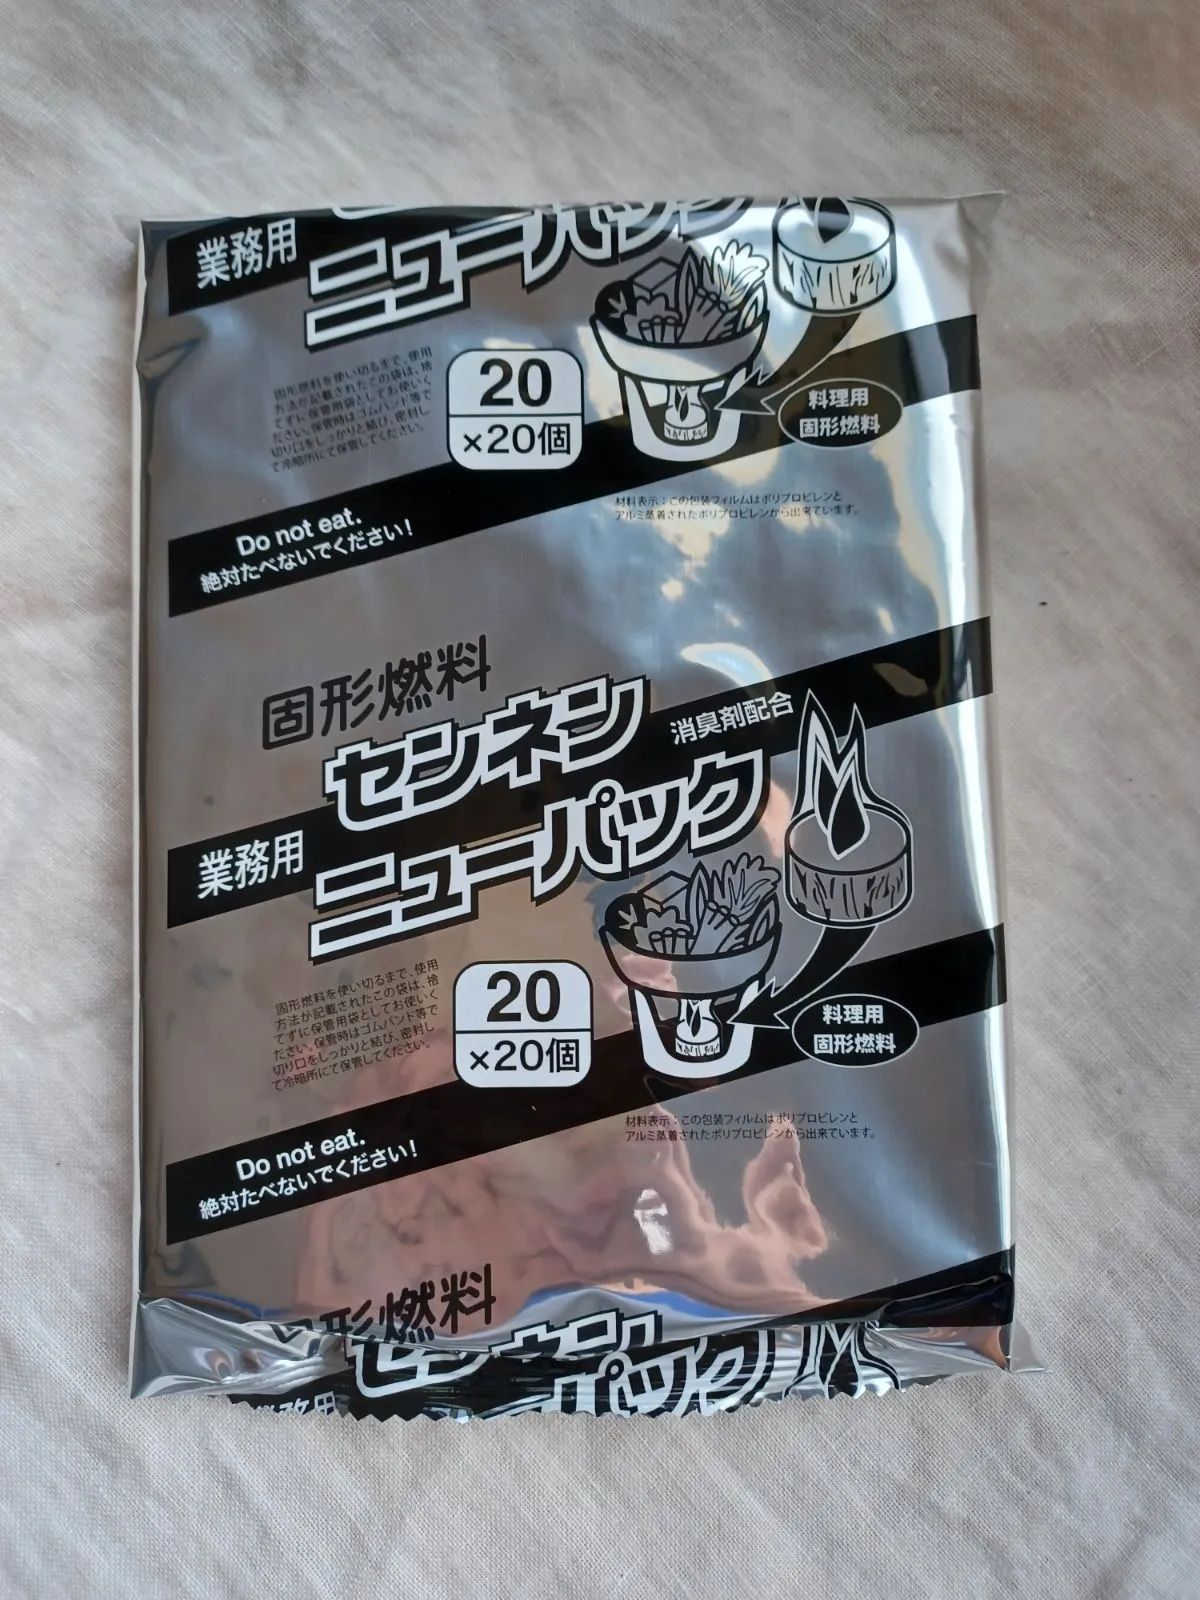 業務用
ニューパック
固形燃料を使い切るまで、使用
方法が記載されたこの袋は、捨
てずに保管用袋としてお使いく
ださい。保管時はゴムバンド等で
切り口をしっかりと結び、密封し
て冷暗所にて保管してください。
20
×20個
料理用
固形燃料
材料表示：この包装フィルムはポリプロピレンと
アルミ蒸着されたポリプロピレンから出来ています。
Do not eat.
絶対たべないでください！
固形燃料
センネン
消臭剤配合
業務用
ニューパック
固形燃料を使い切るまで、使用
方法が記載されたこの袋は、捨
てずに保管用袋としてお使いく
ださい。保管時はゴムバンド等で
切り口をしっかりと結び、密封し
て冷暗所にて保管してください。
20
×20個
料理用
固形燃料
材料表示：この包装フィルムはポリプロピレンと
アルミ蒸着されたポリプロピレンから出来ています。
Do not eat.
絶対たべないでください！
固形燃料
センネン
業務用
パック